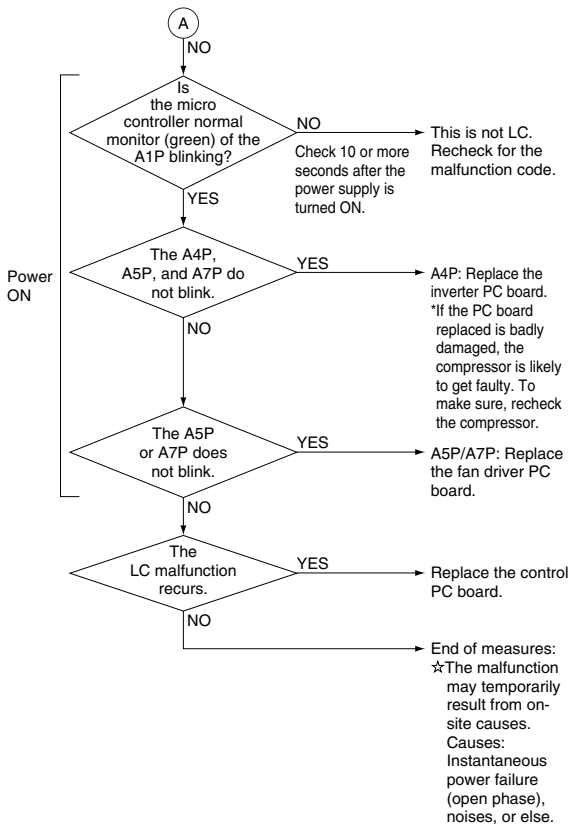 A
NO
Is
the micro
controller normal
monitor (green) of the
A1P blinking?
NO
Check 10 or more
seconds after the
power supply is
turned ON.
This is not LC.
Recheck for the
malfunction code.
YES
Power
ON
The A4P,
A5P, and A7P do
not blink.
YES
A4P: Replace the
inverter PC board.
*If the PC board
replaced is badly
damaged, the
compressor is likely
to get faulty. To
make sure, recheck
the compressor.
NO
The A5P
or A7P does
not blink.
YES
A5P/A7P: Replace
the fan driver PC
board.
NO
The
LC malfunction
recurs.
YES
Replace the control
PC board.
NO
End of measures:
☆The malfunction
may temporarily
result from on-
site causes.
Causes:
Instantaneous
power failure
(open phase),
noises, or else.